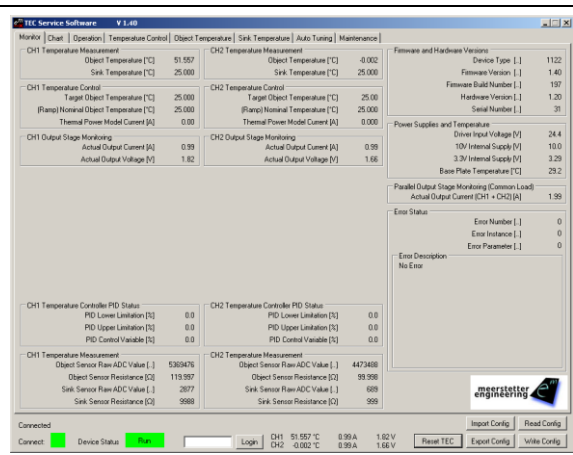 TEC Service Software V 1.40
Monitor Chart Operation Temperature Control Object Temperature Sink Temperature Auto Tuning Maintenance
CH1 Temperature Measurement
Object Temperature [°C] 51.557
Sink Temperature [°C] 25.000
CH1 Temperature Control
Target Object Temperature [°C] 25.000
(Ramp) Nominal Object Temperature [°C] 25.000
Thermal Power Model Current [A] 0.00
CH1 Output Stage Monitoring
Actual Output Current [A] 0.99
Actual Output Voltage [V] 1.82
CH1 Temperature Controller PID Status
PID Lower Limitation [%] 0.0
PID Upper Limitation [%] 0.0
PID Control Variable [%] 0.0
CH1 Temperature Measurement
Object Sensor Raw ADC Value [..] 5369476
Object Sensor Resistance [Ω] 119.997
Sink Sensor Raw ADC Value [..] 2877
Sink Sensor Resistance [Ω] 9988
CH2 Temperature Measurement
Object Temperature [°C] -0.002
Sink Temperature [°C] 25.000
CH2 Temperature Control
Target Object Temperature [°C] 25.00
(Ramp) Nominal Temperature [°C] 25.000
Thermal Power Model Current [A] 0.000
CH2 Output Stage Monitoring
Actual Output Current [A] 0.99
Actual Output Voltage [V] 1.66
CH2 Temperature Controller PID Status
PID Lower Limitation [%] 0.0
PID Upper Limitation [%] 0.0
PID Control Variable [%] 0.0
CH2 Temperature Measurement
Object Sensor Raw ADC Value [..] 4473488
Object Sensor Resistance [Ω] 99.998
Sink Sensor Raw ADC Value [..] 689
Sink Sensor Resistance [Ω] 999
Firmware and Hardware Versions
Device Type [..] 1122
Firmware Version [..] 1.40
Firmware Build Number [..] 197
Hardware Version [..] 1.20
Serial Number [..] 31
Power Supplies and Temperature
Driver Input Voltage [V] 24.4
10V Internal Supply [V] 10.0
3.3V Internal Supply [V] 3.29
Base Plate Temperature [°C] 29.2
Parallel Output Stage Monitoring (Common Load)
Actual Output Current (CH1 + CH2) [A] 1.99
Error Status
Error Number [..] 0
Error Instance [..] 0
Error Parameter [..] 0
Error Description
No Error
meerstetter
engineering
Connected
Import Config Read Config
Connect Device Status Run Login CH1 51.557 °C 0.99 A 1.82 V
CH2 -0.002 °C 0.99 A 1.66 V
Reset TEC Export Config Write Config